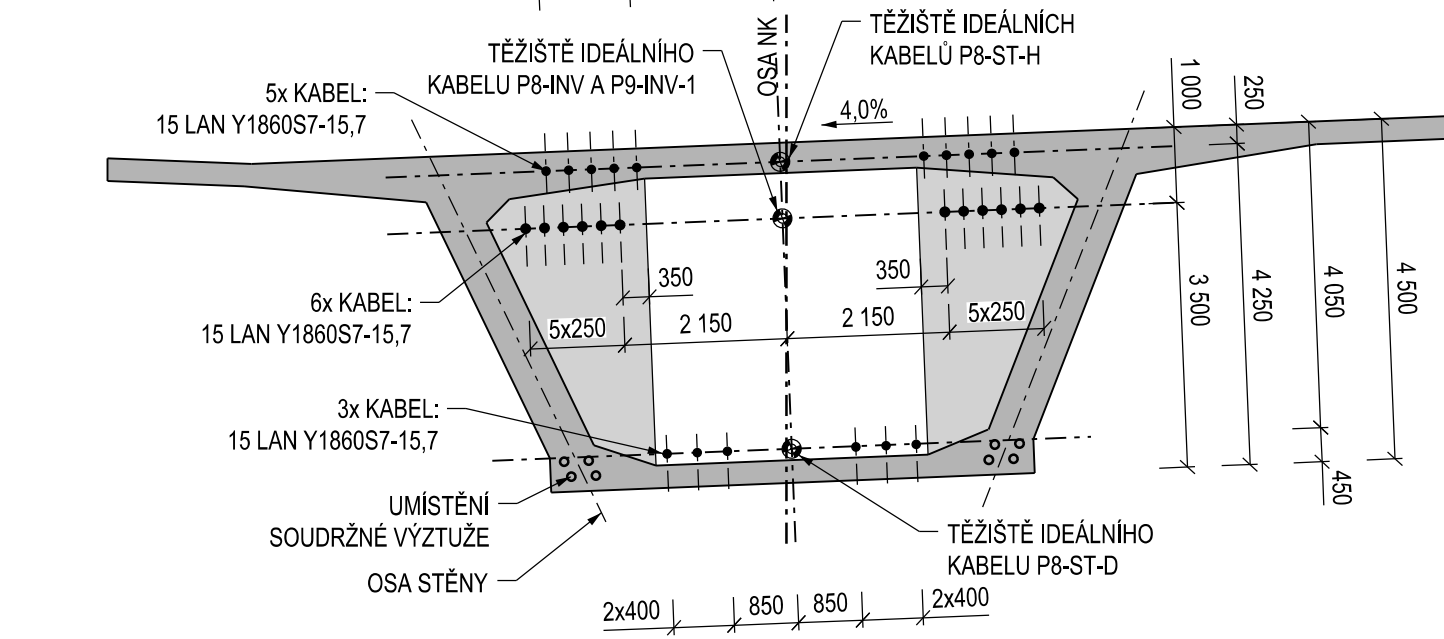 OSA NK
TĚŽIŠTĚ IDEÁLNÍHO
KABELU P8-INV A P9-INV-1
TĚŽIŠTĚ IDEÁLNÍCH
KABELŮ P8-ST-H
5x KABEL:
15 LAN Y1860S7-15,7
4,0%
1 000
250
6x KABEL:
15 LAN Y1860S7-15,7
350
350
5x250
2 150
2 150
5x250
3 500
4 250
4 050
4 500
3x KABEL:
15 LAN Y1860S7-15,7
450
UMÍSTĚNÍ
SOUDRŽNÉ VÝZTUŽE
OSA STĚNY
TĚŽIŠTĚ IDEÁLNÍHO
KABELU P8-ST-D
2x400
850
850
2x400